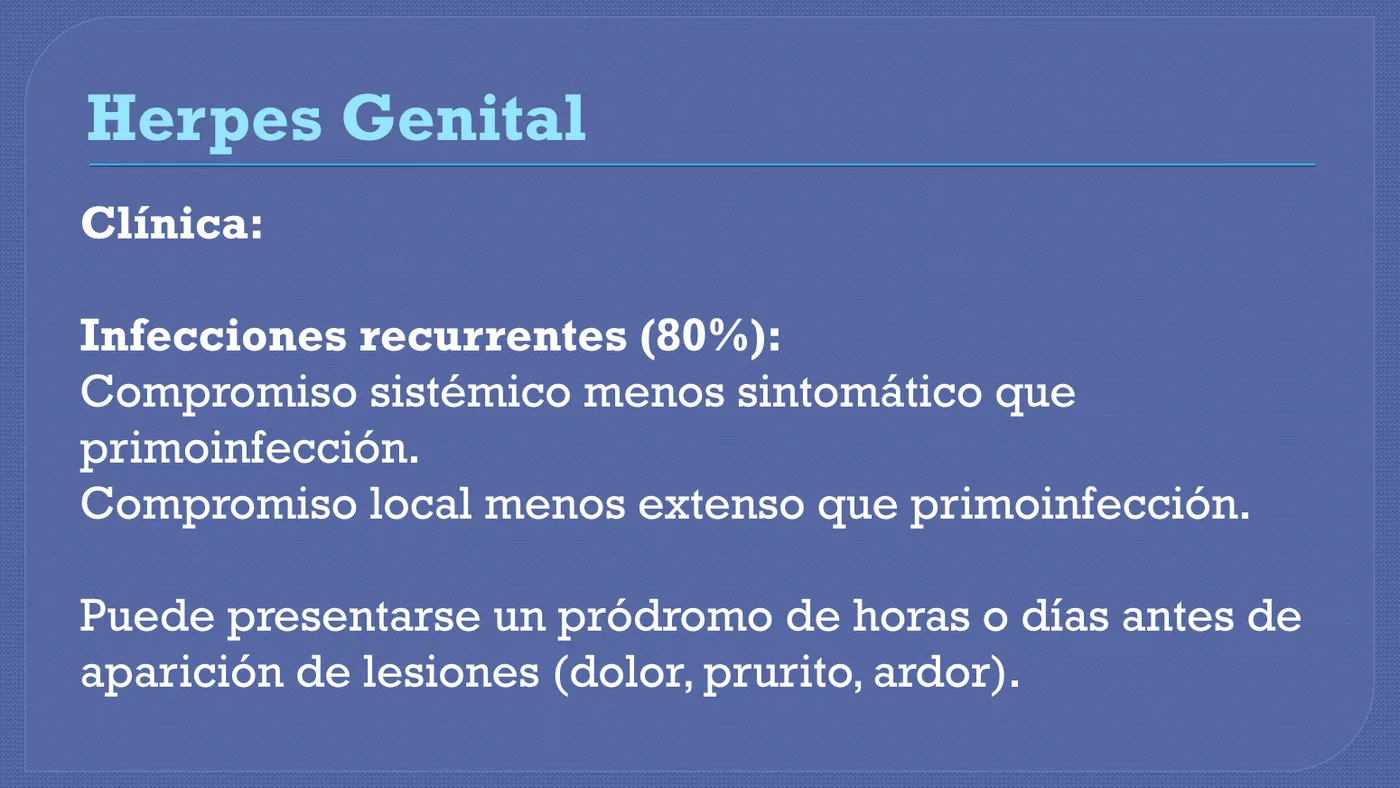 Herpes Genital
Clínica:
Infecciones recurrentes (80%):
Compromiso sistémico menos sintomático que
primoinfección.
Compromiso local menos extenso que primoinfección.
Puede presentarse un pródromo de horas o días antes de
aparición de lesiones (dolor, prurito, ardor).